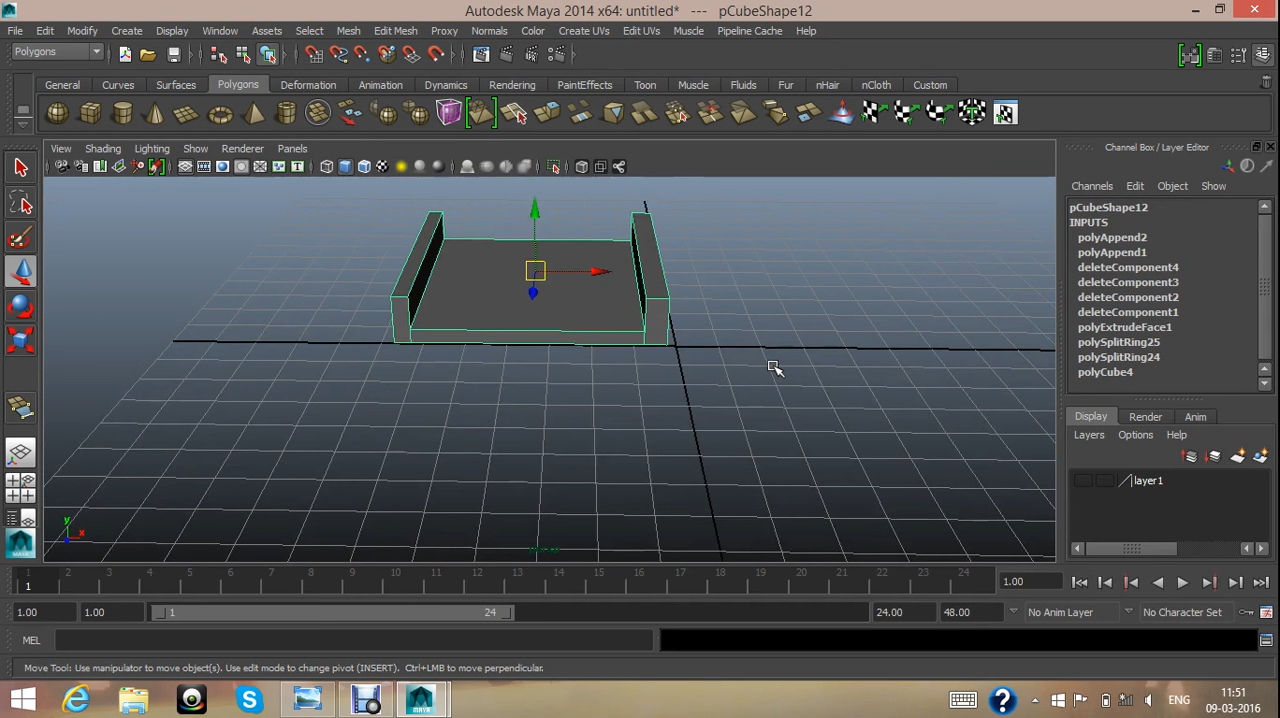 Autodesk Maya 2014 x64: untitled* --- pCubeShape12
File Edit Modify Create Display Window Assets Select Mesh Edit Mesh Proxy Normals Color Create UVs Edit UVs Muscle Pipeline Cache Help
Polygons
General Curves Surfaces Polygons Deformation Animation Dynamics Rendering PaintEffects Toon Muscle Fluids Fur nHair nCloth Custom
View Shading Lighting Show Renderer Panels
Channel Box / Layer Editor
Channels Edit Object Show
pCubeShape12
INPUTS
polyAppend2
polyAppend1
deleteComponent4
deleteComponent3
deleteComponent2
deleteComponent1
polyExtrudeFace1
polySplitRing25
polySplitRing24
polyCube4
Display Render Anim
Layers Options Help
layer1
y
x
persp
1 2 3 4 5 6 7 8 9 10 11 12 13 14 15 16 17 18 19 20 21 22 23 24
1
1.00
1.00 1.00 1 24 24.00 48.00 No Anim Layer No Character Set
MEL
Move Tool: Use manipulator to move object(s). Use edit mode to change pivot (INSERT). Ctrl+LMB to move perpendicular.
ENG
11:51
09-03-2016